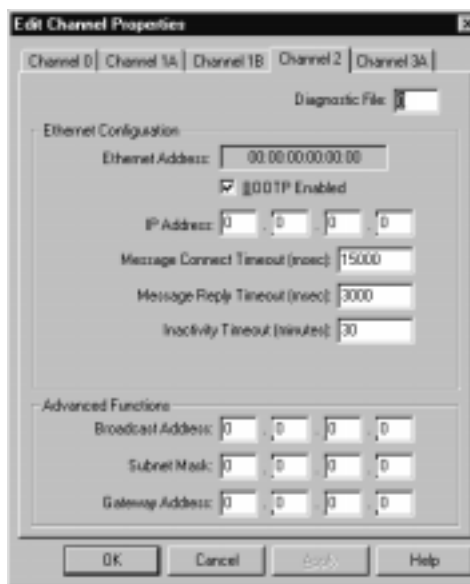 Edit Channel Properties
Channel 0 Channel 1A Channel 1B Channel 2 Channel 3A
Diagnostic File: 0
Ethernet Configuration
Ethernet Address: 00:00:00:00:00:00
BOOTP Enabled
IP Address: 0 . 0 . 0 . 0
Message Connect Timeout (msec): 15000
Message Reply Timeout (msec): 3000
Inactivity Timeout (minutes): 30
Advanced Functions
Broadcast Address: 0 . 0 . 0 . 0
Subnet Mask: 0 . 0 . 0 . 0
Gateway Address: 0 . 0 . 0 . 0
OK Cancel Apply Help